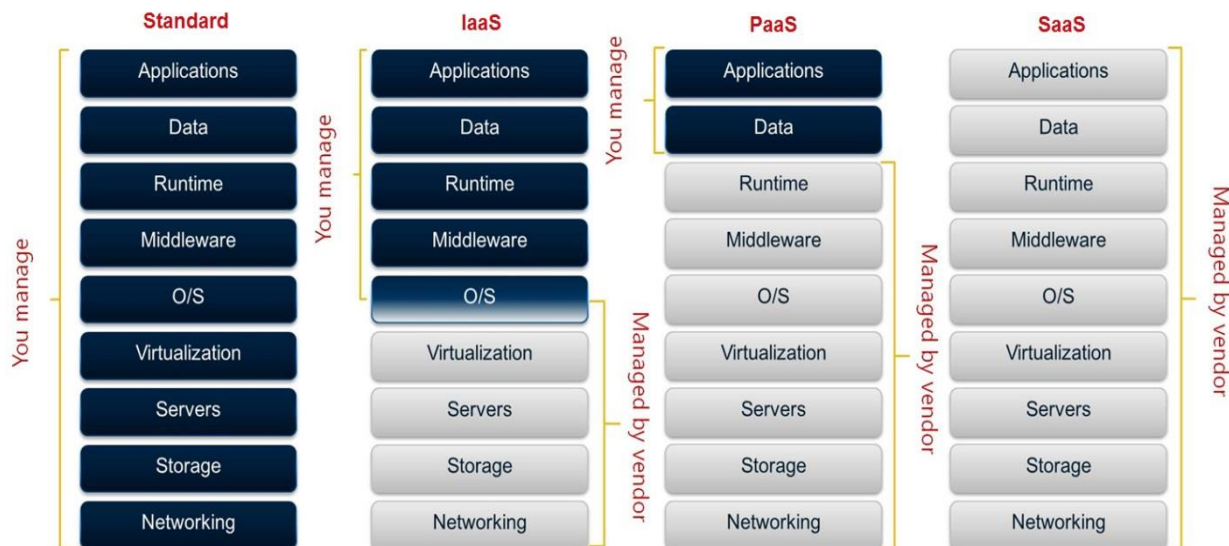 Standard
IaaS
PaaS
SaaS
You manage
Applications
Data
Runtime
Middleware
O/S
Virtualization
Servers
Storage
Networking
You manage
Applications
Data
Runtime
Middleware
O/S
Virtualization
Servers
Storage
Networking
Managed by vendor
You manage
Applications
Data
Runtime
Middleware
O/S
Virtualization
Servers
Storage
Networking
Managed by vendor
Applications
Data
Runtime
Middleware
O/S
Virtualization
Servers
Storage
Networking
Managed by vendor